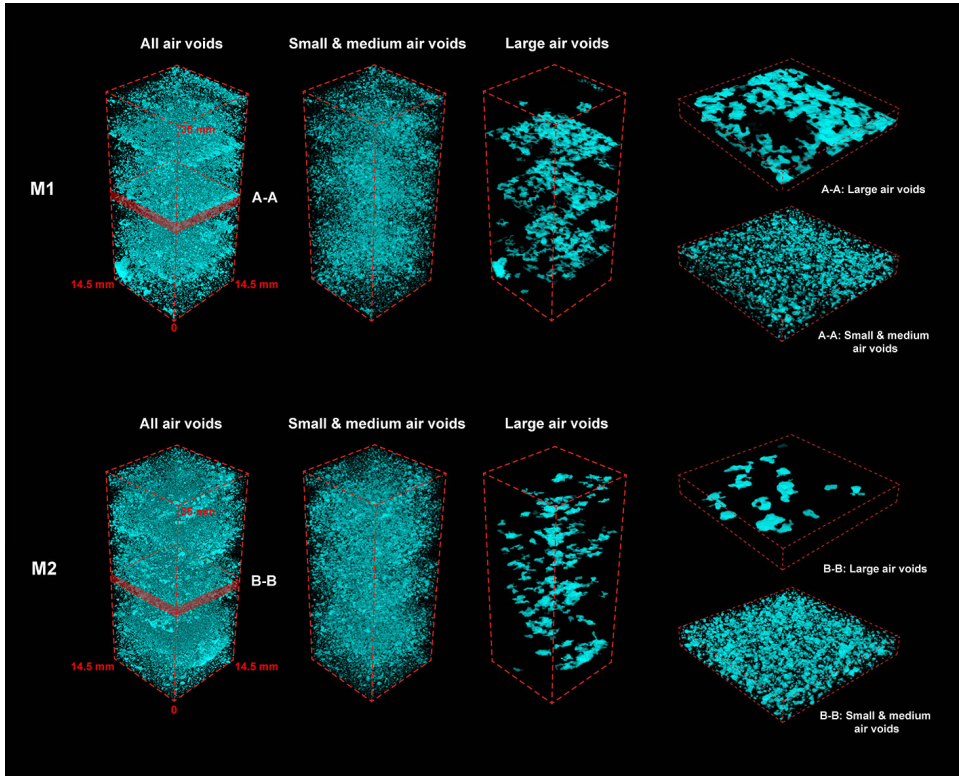 All air voids
Small & medium air voids
Large air voids
35 mm
M1
A-A
A-A: Large air voids
14.5 mm
14.5 mm
0
A-A: Small & medium
air voids
All air voids
Small & medium air voids
Large air voids
35 mm
M2
B-B
B-B: Large air voids
14.5 mm
14.5 mm
0
B-B: Small & medium
air voids